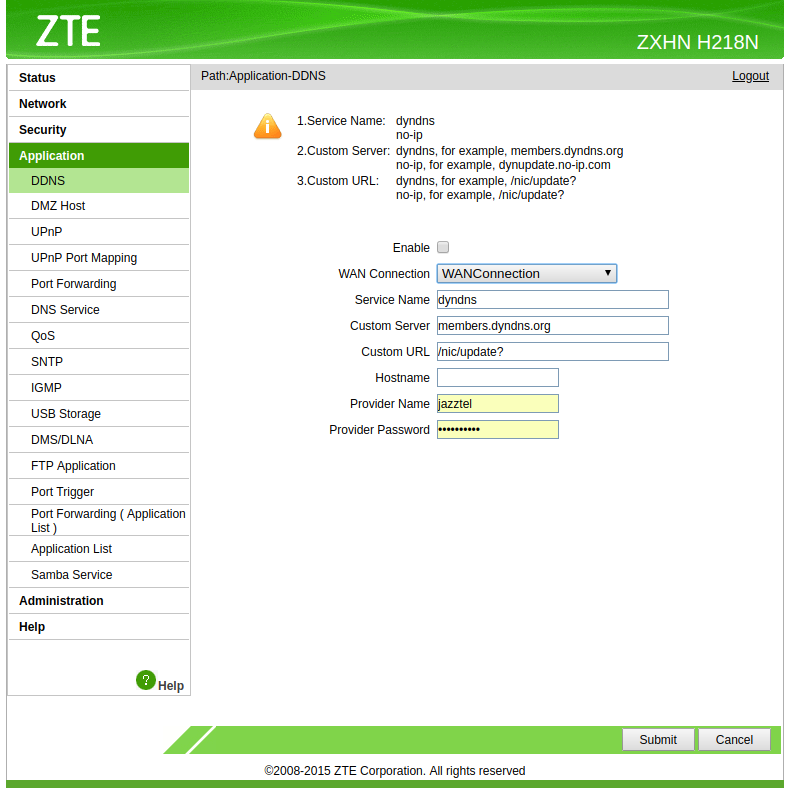 ZTE
ZXHN H218N
Path:Application-DDNS
Logout
Status
Network
Security
Application
DDNS
DMZ Host
UPnP
UPnP Port Mapping
Port Forwarding
DNS Service
QoS
SNTP
IGMP
USB Storage
DMS/DLNA
FTP Application
Port Trigger
Port Forwarding ( Application
List )
Application List
Samba Service
Administration
Help
? Help
1.Service Name: dyndns
no-ip
2.Custom Server: dyndns, for example, members.dyndns.org
no-ip, for example, dynupdate.no-ip.com
3.Custom URL: dyndns, for example, /nic/update?
no-ip, for example, /nic/update?
Enable
WAN Connection WANConnection
Service Name dyndns
Custom Server members.dyndns.org
Custom URL /nic/update?
Hostname
Provider Name jazztel
Provider Password ••••••••••
Submit Cancel
©2008-2015 ZTE Corporation. All rights reserved